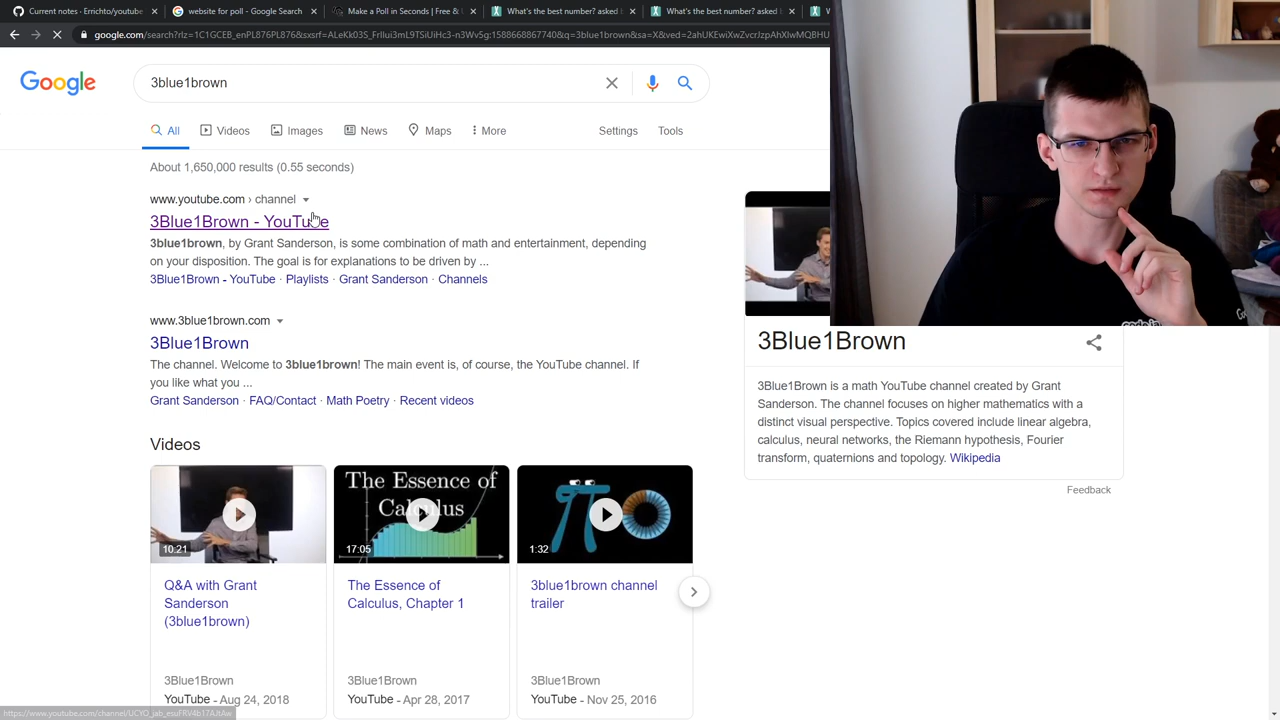 Current notes · Errichto/youtube
website for poll - Google Search
Make a Poll in Seconds | Free &
What's the best number? asked
What's the best number? asked
google.com/search?rlz=1C1GCEB_enPL876PL876&sxsrf=
q=3blue1brown&sa=X&ved=
Google
3blue1brown
All
Videos
Images
News
Maps
More
Settings
Tools
About 1,650,000 results (0.55 seconds)
www.youtube.com › channel
3Blue1Brown - YouTube
3blue1brown, by Grant Sanderson, is some combination of math and entertainment, depending
on your disposition. The goal is for explanations to be driven by ...
3Blue1Brown - YouTube · Playlists · Grant Sanderson · Channels
www.3blue1brown.com
3Blue1Brown
The channel. Welcome to 3blue1brown! The main event is, of course, the YouTube channel. If
you like what you ...
Grant Sanderson · FAQ/Contact · Math Poetry · Recent videos
Videos
The Essence of
Calculus
10:21
17:05
1:32
Q&A with Grant
Sanderson
(3blue1brown)
The Essence of
Calculus, Chapter 1
3blue1brown channel
trailer
3Blue1Brown
YouTube - Aug 24, 2018
3Blue1Brown
YouTube - Apr 28, 2017
3Blue1Brown
YouTube - Nov 25, 2016
3Blue1Brown
3Blue1Brown is a math YouTube channel created by Grant
Sanderson. The channel focuses on higher mathematics with a
distinct visual perspective. Topics covered include linear algebra,
calculus, neural networks, the Riemann hypothesis, Fourier
transform, quaternions and topology. Wikipedia
Feedback